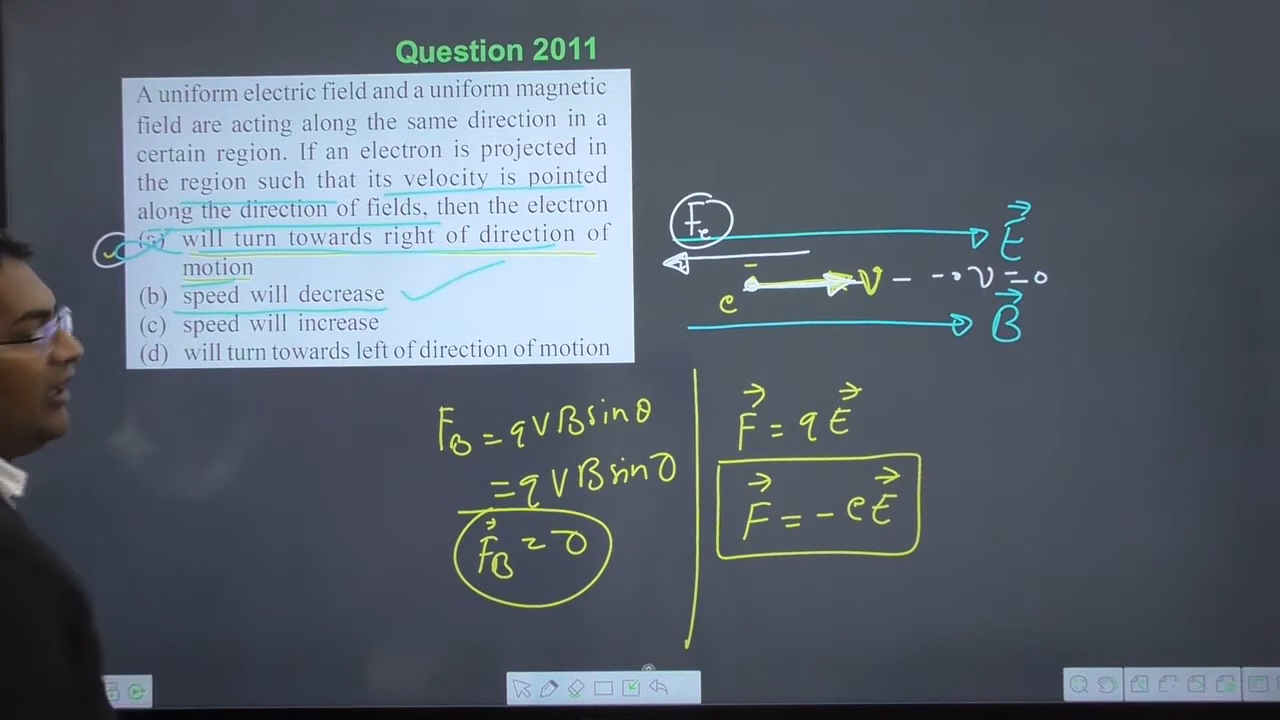 Question 2011
A uniform electric field and a uniform magnetic
field are acting along the same direction in a
certain region. If an electron is projected in
the region such that its velocity is pointed
along the direction of fields, then the electron
(a) will turn towards right of direction of
motion
(b) speed will decrease
(c) speed will increase
(d) will turn towards left of direction of motion
Fe
E
e - V - - → v = 0
B
F_B = qVBsinθ
= qVBsin0
F_B = 0
F = qE
F = -eE